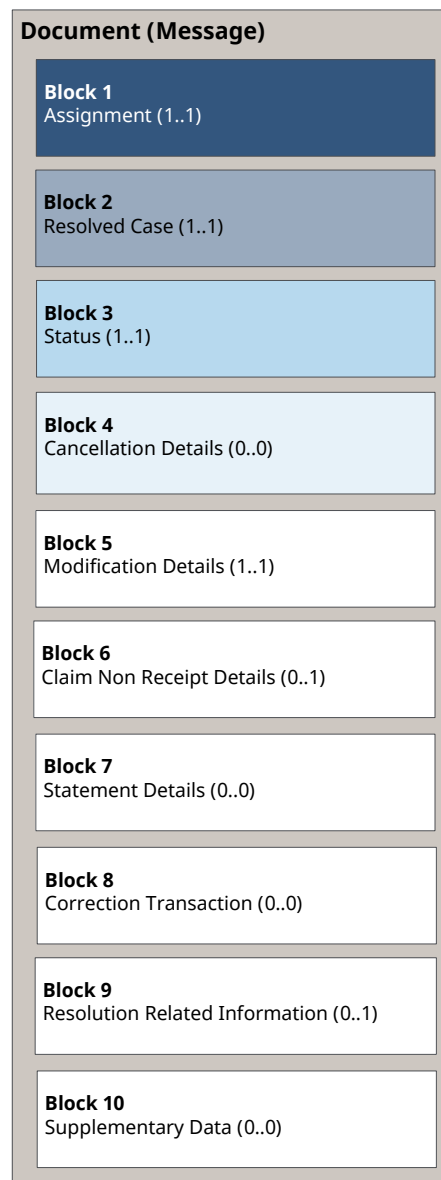 Document (Message)
Block 1
Assignment (1..1)
Block 2
Resolved Case (1..1)
Block 3
Status (1..1)
Block 4
Cancellation Details (0..0)
Block 5
Modification Details (1..1)
Block 6
Claim Non Receipt Details (0..1)
Block 7
Statement Details (0..0)
Block 8
Correction Transaction (0..0)
Block 9
Resolution Related Information (0..1)
Block 10
Supplementary Data (0..0)